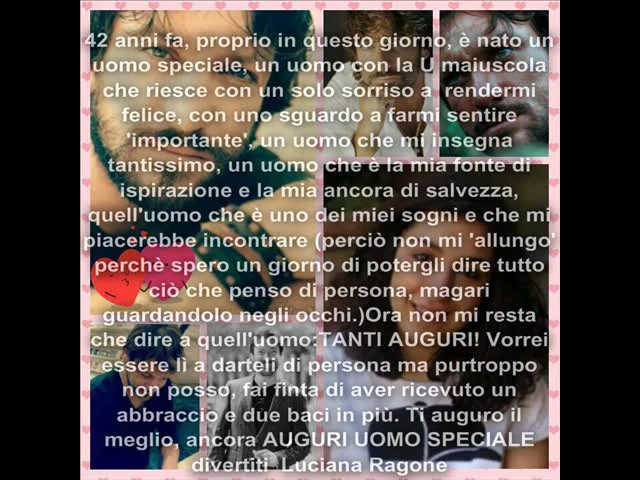 42 anni fa, proprio in questo giorno, è nato un
uomo speciale, un uomo con la U maiuscola
che riesce con un solo sorriso a rendermi
felice, con uno sguardo a farmi sentire
'importante', un uomo che mi insegna
tantissimo, un uomo che è la mia fonte di
ispirazione e la mia ancora di salvezza,
quell'uomo che è uno dei miei sogni e che mi
piacerebbe incontrare (perciò non mi 'allungo'
perchè spero un giorno di potergli dire tutto
ciò che penso di persona, magari
guardandolo negli occhi.)Ora non mi resta
che dire a quell'uomo:TANTI AUGURI! Vorrei
essere lì a darteli di persona ma purtroppo
non posso, fai finta di aver ricevuto un
abbraccio e due baci in più. Ti auguro il
meglio, ancora AUGURI UOMO SPECIALE
divertiti Luciana Ragone